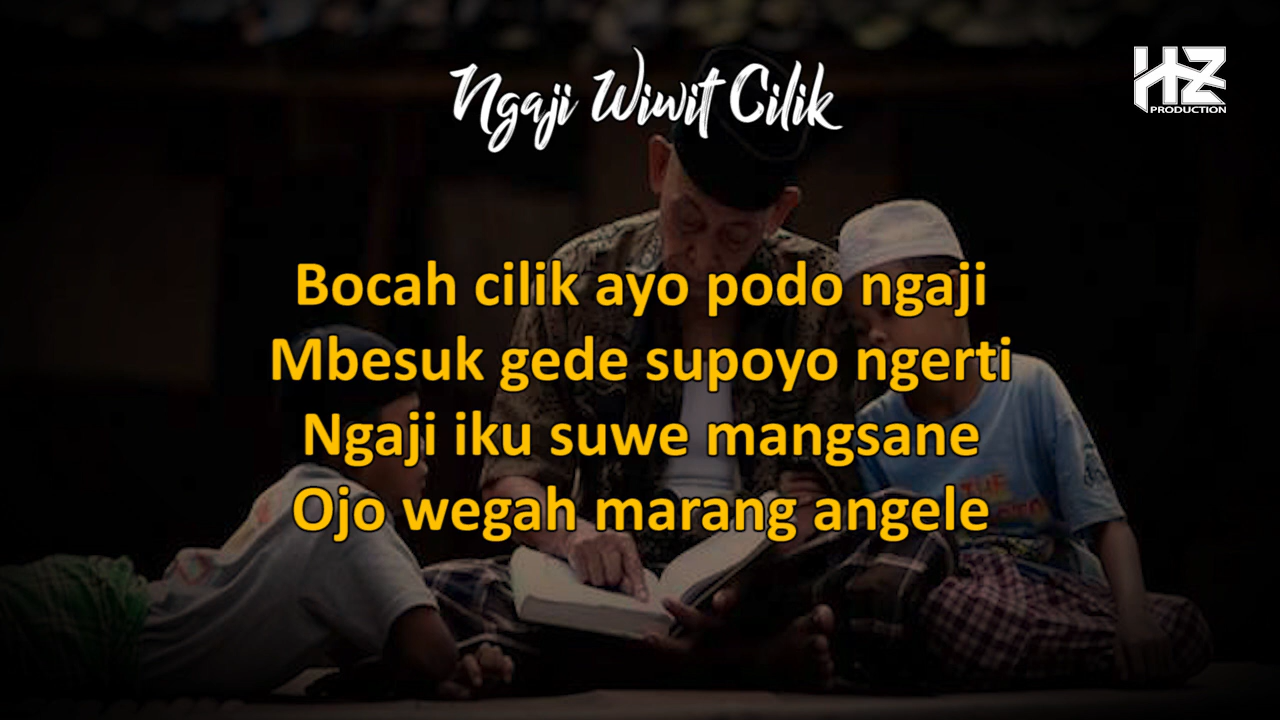 Ngaji Wiwit Cilik
HZ
PRODUCTION
Bocah cilik ayo podo ngaji
Mbesuk gede supoyo ngerti
Ngaji iku suwe mangsane
Ojo wegah marang angele